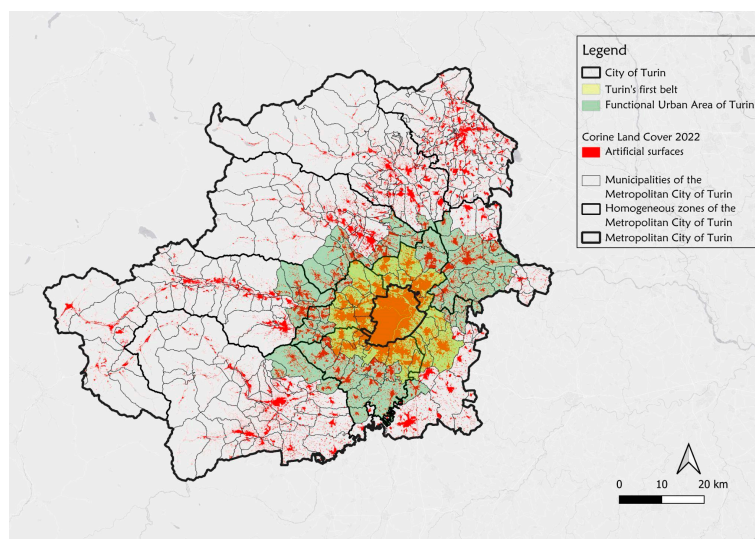 Legend
City of Turin
Turin's first belt
Functional Urban Area of Turin
Corine Land Cover 2022
Artificial surfaces
Municipalities of the
Metropolitan City of Turin
Homogeneous zones of the
Metropolitan City of Turin
Metropolitan City of Turin
0 10 20 km